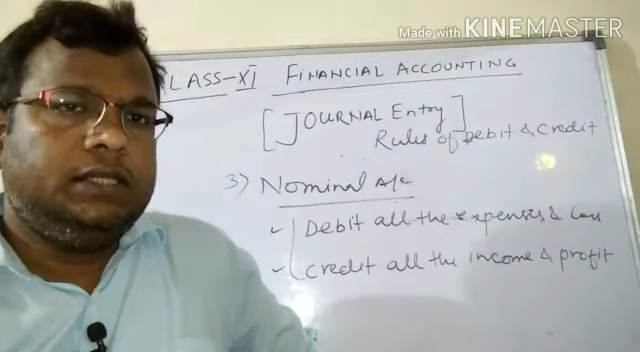 Made with KINEMASTER
LASS-XI FINANCIAL ACCOUNTING
[JOURNAL Entry]
Rules of Debit & Credit
3) Nominal A/c
Debit all the expenses & loss
Credit all the income & profit